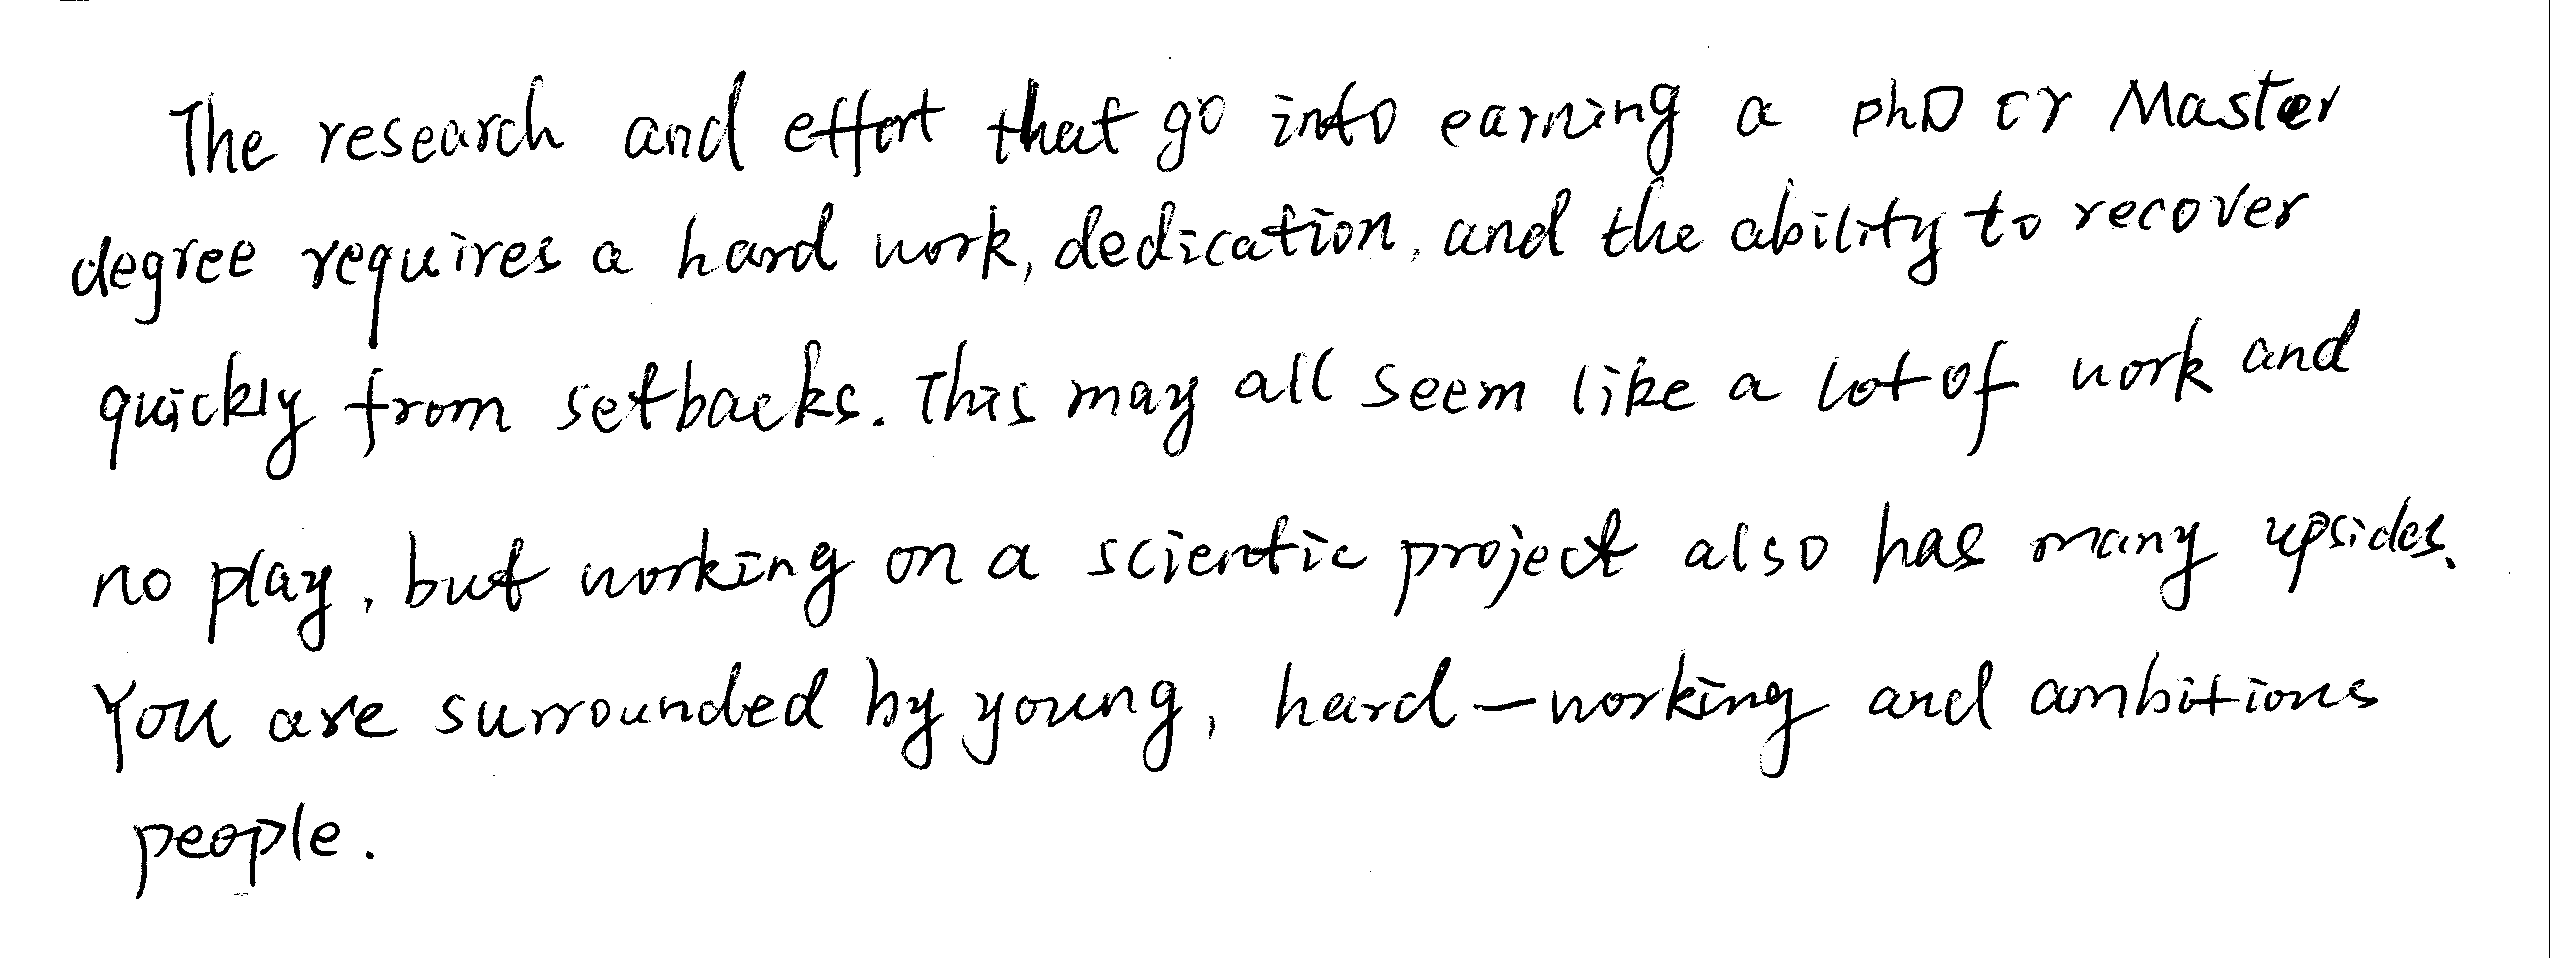 The research and effort that go into earning a phD or Master
degree requires a hard work, dedication, and the ability to recover
quickly from setbacks. This may all seem like a lot of work and
no play, but working on a scientic project also has many upsides.
You are surrounded by young, hard-working and ambitious
people.